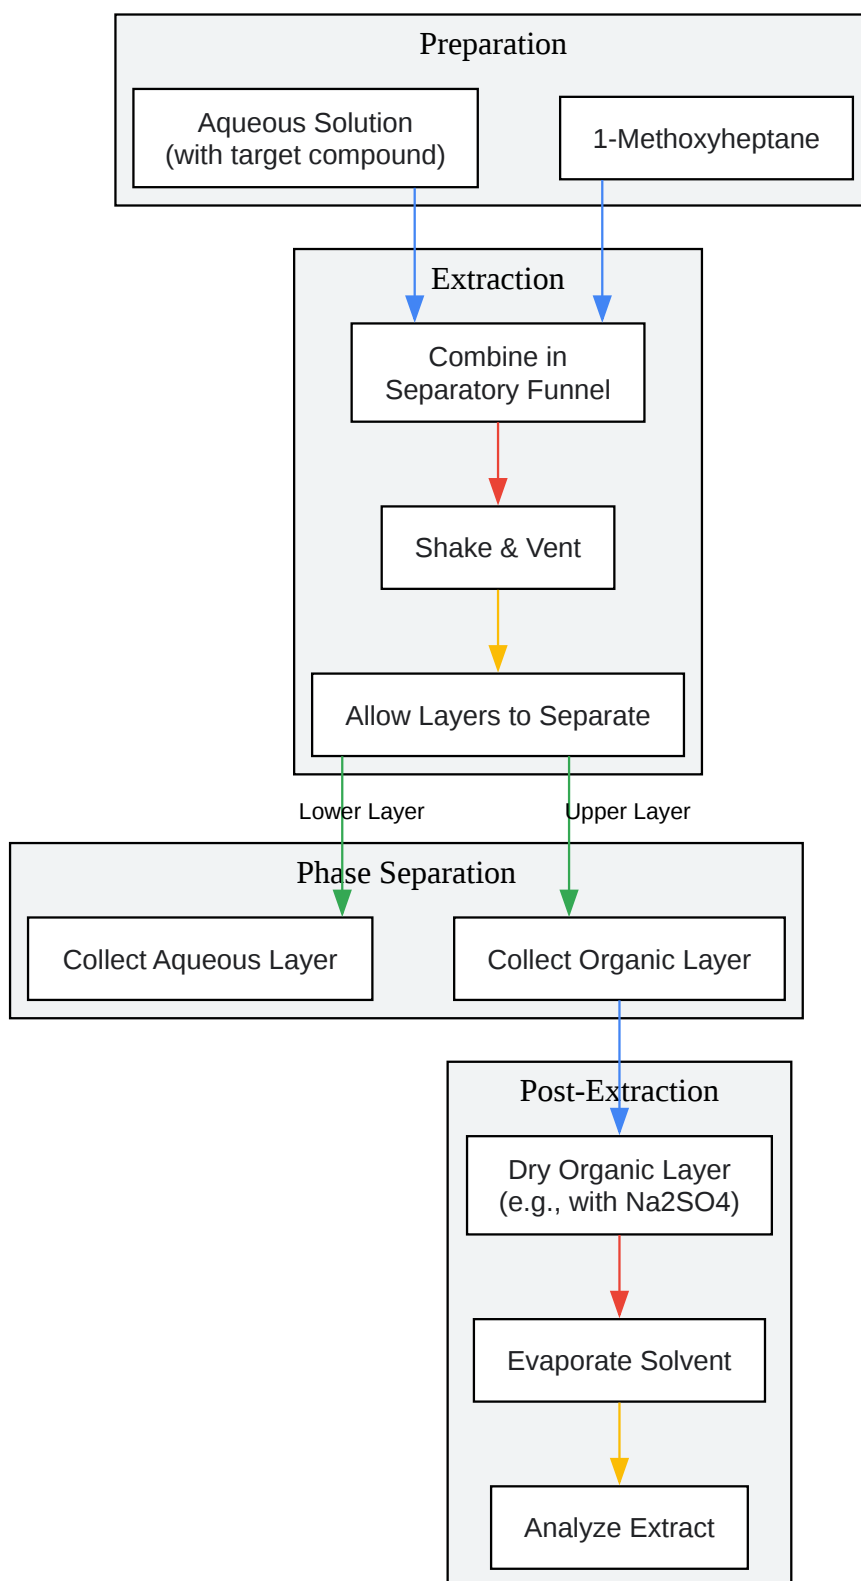 Preparation
Aqueous Solution
(with target compound)
1-Methoxyheptane
Extraction
Combine in
Separatory Funnel
Shake & Vent
Allow Layers to Separate
Lower Layer
Upper Layer
Phase Separation
Collect Aqueous Layer
Collect Organic Layer
Post-Extraction
Dry Organic Layer
(e.g., with Na2SO4)
Evaporate Solvent
Analyze Extract